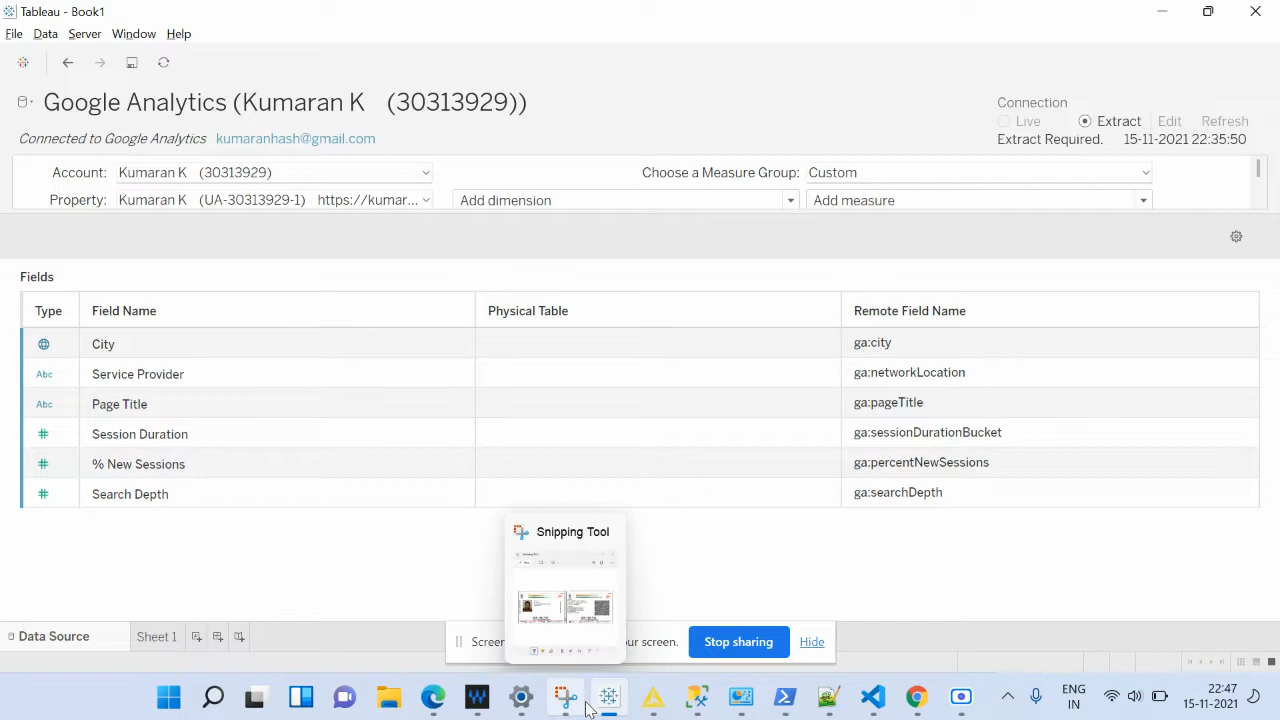 Tableau - Book1
File Data Server Window Help
Google Analytics (Kumaran K (30313929))
Connected to Google Analytics kumaranhash@gmail.com
Connection
Live Extract Edit Refresh
Extract Required. 15-11-2021 22:35:50
Account: Kumaran K (30313929) Choose a Measure Group: Custom
Property: Kumaran K (UA-30313929-1) https://kumar... Add dimension Add measure
Fields
Type Field Name Physical Table Remote Field Name
City ga:city
Abc Service Provider ga:networkLocation
Abc Page Title ga:pageTitle
Session Duration ga:sessionDurationBucket
% New Sessions ga:percentNewSessions
Search Depth ga:searchDepth
Snipping Tool
Data Source Sheet 1
Screen our screen. Stop sharing Hide
ENG
IN
22:47
15-11-2021